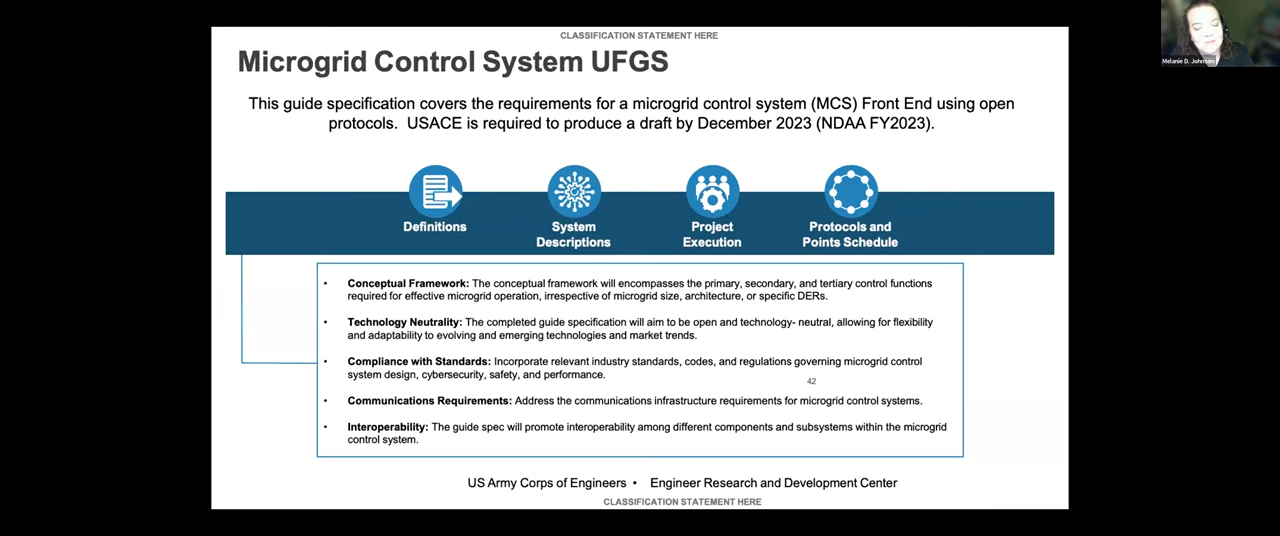 CLASSIFICATION STATEMENT HERE
Melanie D. Johnson
Microgrid Control System UFGS
This guide specification covers the requirements for a microgrid control system (MCS) Front End using open
protocols. USACE is required to produce a draft by December 2023 (NDAA FY2023).
Definitions
System
Descriptions
Project
Execution
Protocols and
Points Schedule
• Conceptual Framework: The conceptual framework will encompasses the primary, secondary, and tertiary control functions
required for effective microgrid operation, irrespective of microgrid size, architecture, or specific DERs.
• Technology Neutrality: The completed guide specification will aim to be open and technology- neutral, allowing for flexibility
and adaptability to evolving and emerging technologies and market trends.
• Compliance with Standards: Incorporate relevant industry standards, codes, and regulations governing microgrid control
system design, cybersecurity, safety, and performance.
42
• Communications Requirements: Address the communications infrastructure requirements for microgrid control systems.
• Interoperability: The guide spec will promote interoperability among different components and subsystems within the microgrid
control system.
US Army Corps of Engineers • Engineer Research and Development Center
CLASSIFICATION STATEMENT HERE